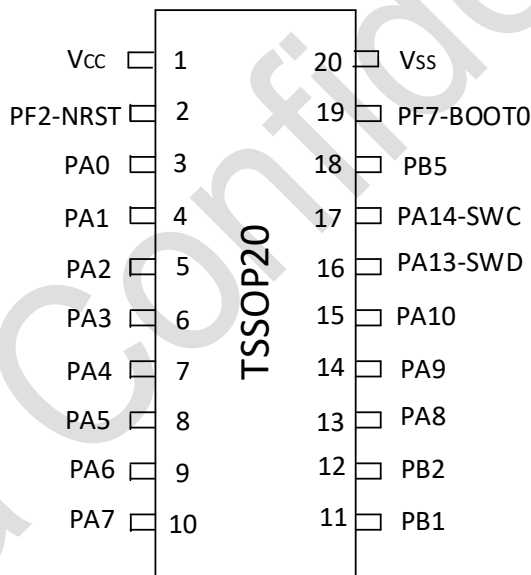 Vcc 1 20 Vss
PF2-NRST 2 19 PF7-BOOT0
PA0 3 18 PB5
PA1 4 17 PA14-SWC
PA2 5 16 PA13-SWD
PA3 6 15 PA10
PA4 7 14 PA9
PA5 8 13 PA8
PA6 9 12 PB2
PA7 10 11 PB1
TSSOP20